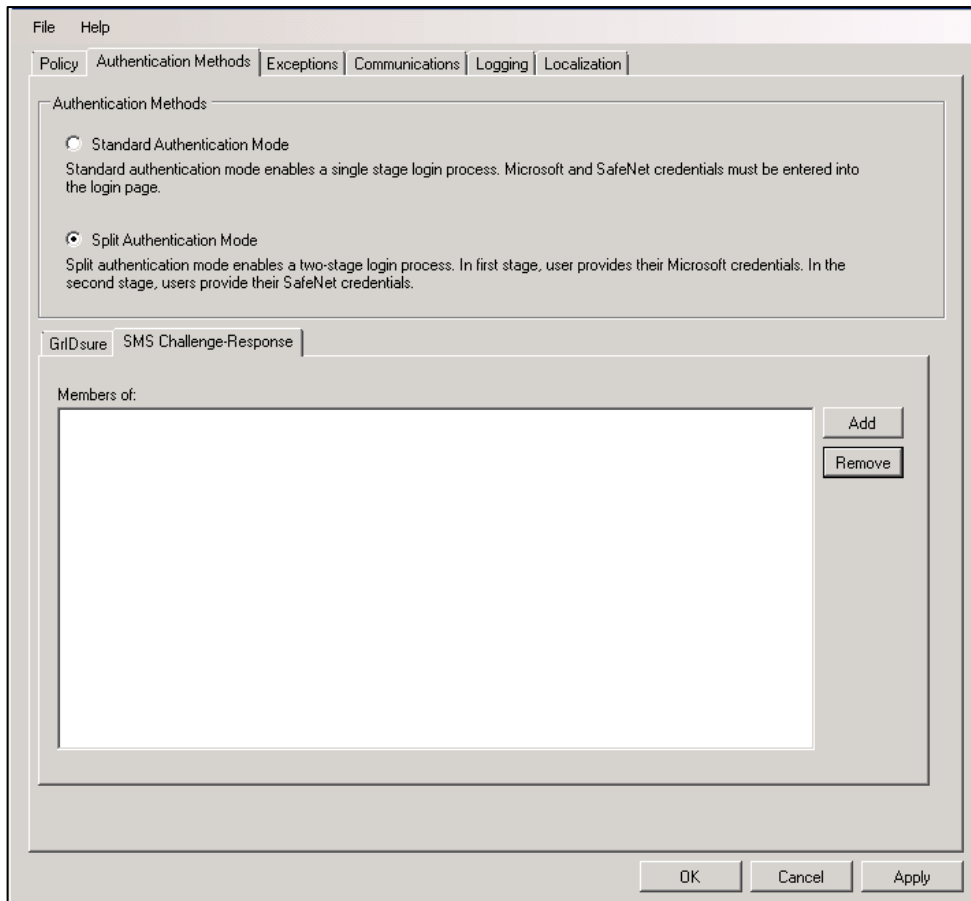 File Help
Policy Authentication Methods Exceptions Communications Logging Localization
Authentication Methods
Standard Authentication Mode
Standard authentication mode enables a single stage login process. Microsoft and SafeNet credentials must be entered into
the login page.
Split Authentication Mode
Split authentication mode enables a two-stage login process. In first stage, user provides their Microsoft credentials. In the
second stage, users provide their SafeNet credentials.
GrIDsure SMS Challenge-Response
Members of:
Add
Remove
OK Cancel Apply